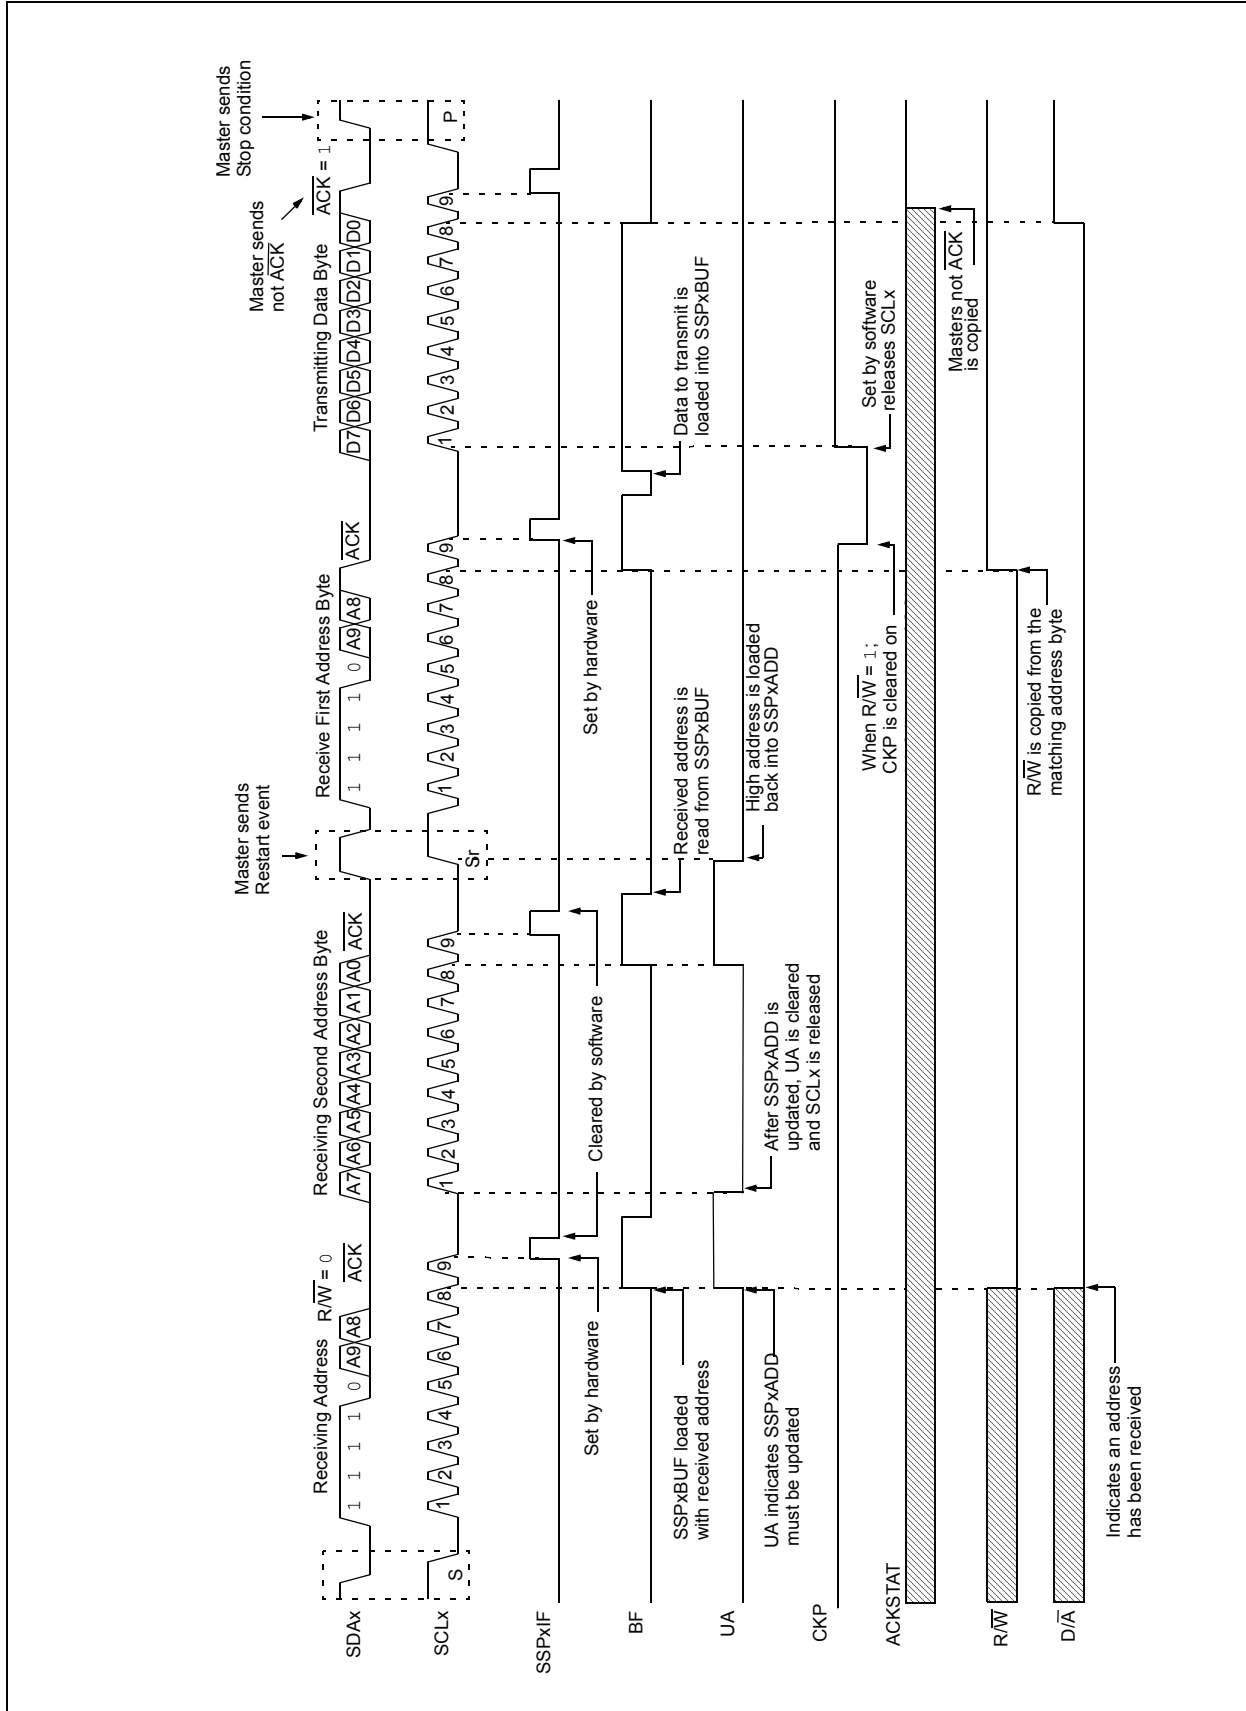 Master sends
Stop condition
Master sends
not A̅C̅K̅
Master sends
Restart event
Receiving Address
R/W̅ = 0
Receiving Second Address Byte
Receive First Address Byte
Transmitting Data Byte
A̅C̅K̅ = 1
SDAx
1 1 1 1 0 A9 A8
A̅C̅K̅
A7 A6 A5 A4 A3 A2 A1 A0
A̅C̅K̅
1 1 1 1 0 A9 A8
A̅C̅K̅
D7 D6 D5 D4 D3 D2 D1 D0
SCLx
S
1 2 3 4 5 6 7 8 9
1 2 3 4 5 6 7 8 9
Sr
1 2 3 4 5 6 7 8 9
1 2 3 4 5 6 7 8 9
P
SSPxIF
Set by hardware
Cleared by software
Set by hardware
BF
SSPxBUF loaded
with received address
Received address is
read from SSPxBUF
Data to transmit is
loaded into SSPxBUF
UA
UA indicates SSPxADD
must be updated
After SSPxADD is
updated, UA is cleared
and SCLx is released
High address is loaded
back into SSPxADD
CKP
When R/W̅ = 1;
CKP is cleared on
Set by software
releases SCLx
ACKSTAT
Masters not A̅C̅K̅
is copied
R/W̅
R/W̅ is copied from the
matching address byte
D/A̅
Indicates an address
has been received